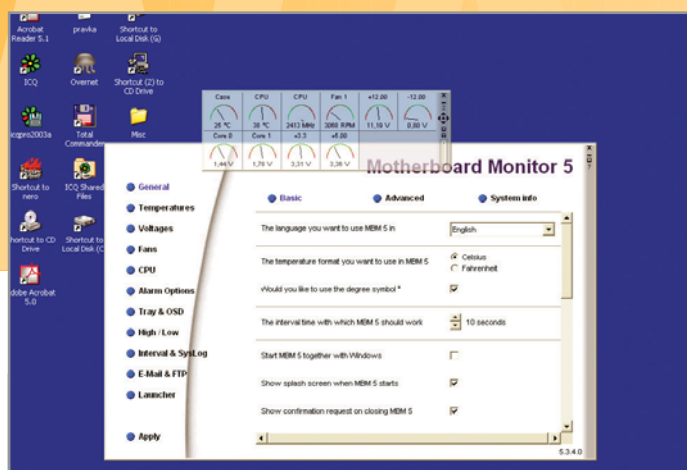 Acrobat Reader 5.1
pravka
Shortcut to Local Disk (G)
ICQ
Overnet
Shortcut (2) to CD Drive
icqpro2003a
Total Commander
Misc
Shortcut to nero
ICQ Shared Files
hortcut to CD Drive
Shortcut to Local Disk (C
dobe Acrobat 5.0
Case CPU CPU Fan 1 +12.00 -12.00
25 °C 38 °C 2413 MHz 3068 RPM 11,19 V 0,80 V
Core 0 Core 1 +3.3 +5.00
1,44 V 1,78 V 3,31 V 3,38 V
Motherboard Monitor 5
General
Temperatures
Voltages
Fans
CPU
Alarm Options
Tray & OSD
High / Low
Interval & SysLog
E-Mail & FTP
Launcher
Apply
Basic Advanced System info
The language you want to use MBM 5 in English
The temperature format you want to use in MBM 5 Celsius
Fahrenheit
Would you like to use the degree symbol °
The interval time with which MBM 5 should work 10 seconds
Start MBM 5 together with Windows
Show splash screen when MBM 5 starts
Show confirmation request on closing MBM 5
5.3.4.0